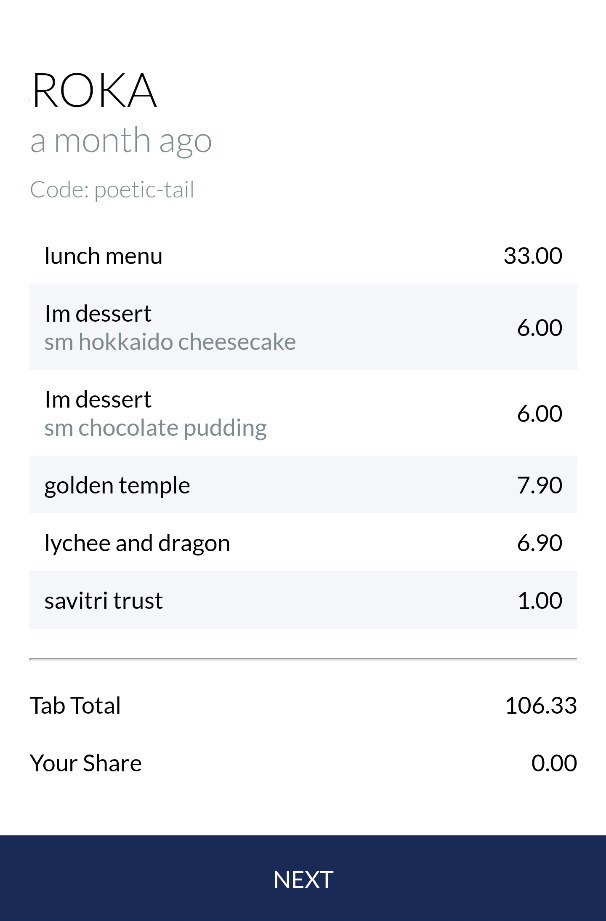 ROKA
a month ago
Code: poetic-tail
lunch menu 33.00
lm dessert 6.00
sm hokkaido cheesecake
lm dessert 6.00
sm chocolate pudding
golden temple 7.90
lychee and dragon 6.90
savitri trust 1.00
Tab Total 106.33
Your Share 0.00
NEXT